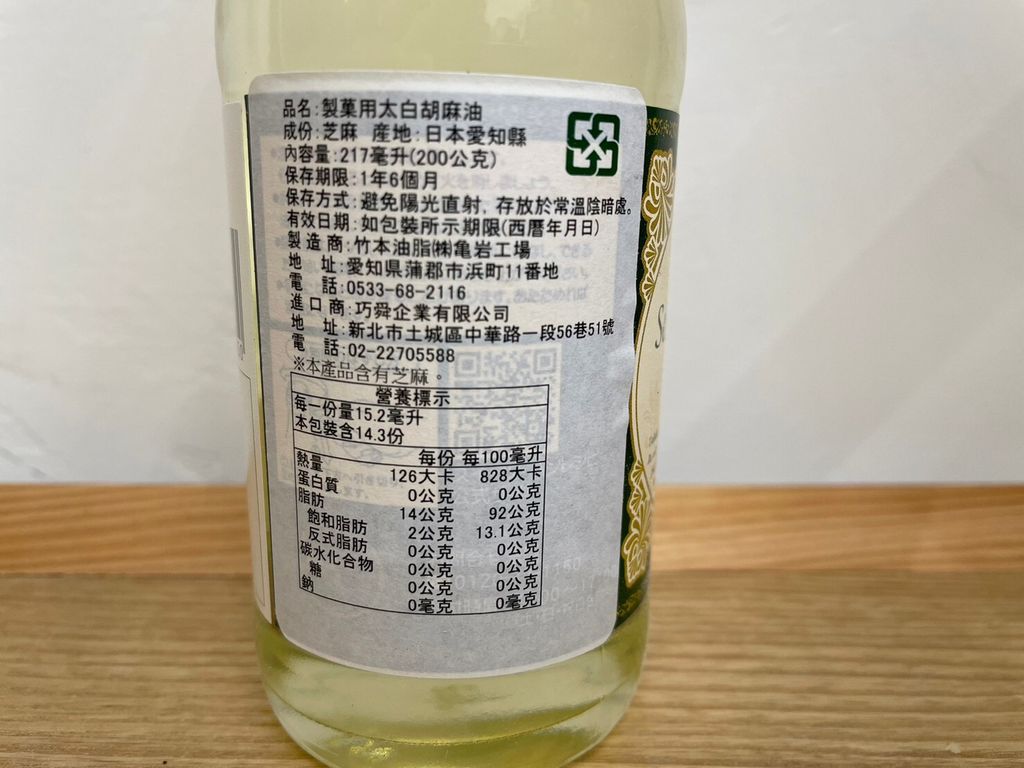 品名:製菓用太白胡麻油
成份:芝麻 產地:日本愛知縣
內容量:217毫升(200公克)
保存期限:1年6個月
保存方式:避免陽光直射, 存放於常溫陰暗處。
有效日期:如包裝所示期限(西曆年月日)
製造商:竹本油脂㈱亀岩工場
地 址:愛知県蒲郡市浜町11番地
電 話:0533-68-2116
進口商:巧舜企業有限公司
地 址:新北市土城區中華路一段56巷51號
電 話:02-22705588
※本產品含有芝麻。
營養標示
每一份量15.2毫升
本包裝含14.3份
每份 每100毫升
熱量 126大卡 828大卡
蛋白質 0公克 0公克
脂肪 14公克 92公克
飽和脂肪 2公克 13.1公克
反式脂肪 0公克 0公克
碳水化合物 0公克 0公克
糖 0公克 0公克
鈉 0毫克 0毫克